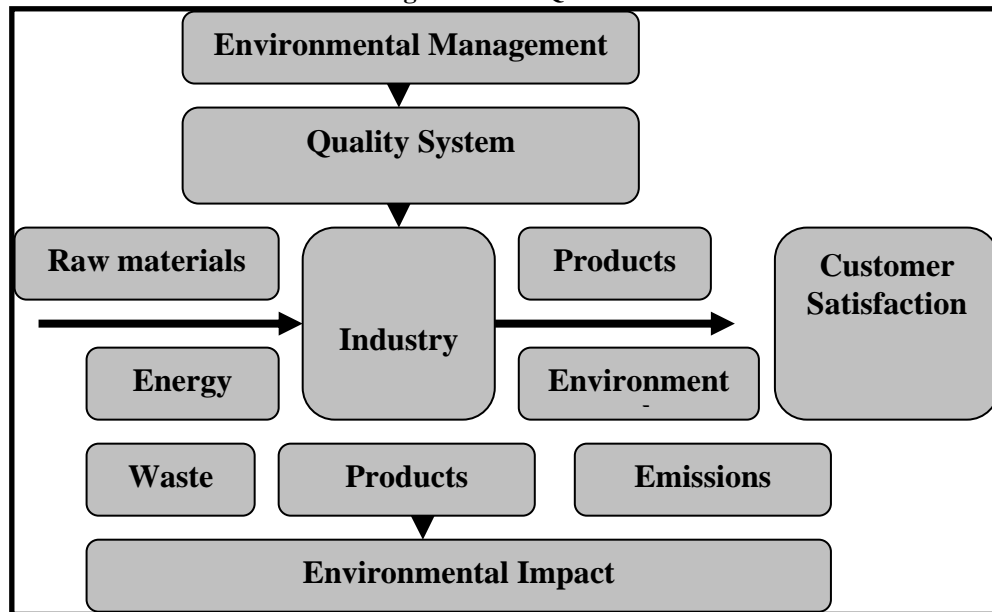 Environmental Management
Quality System
Raw materials
Products
Customer
Satisfaction
Industry
Energy
Environment
-
Waste
Products
Emissions
Environmental Impact